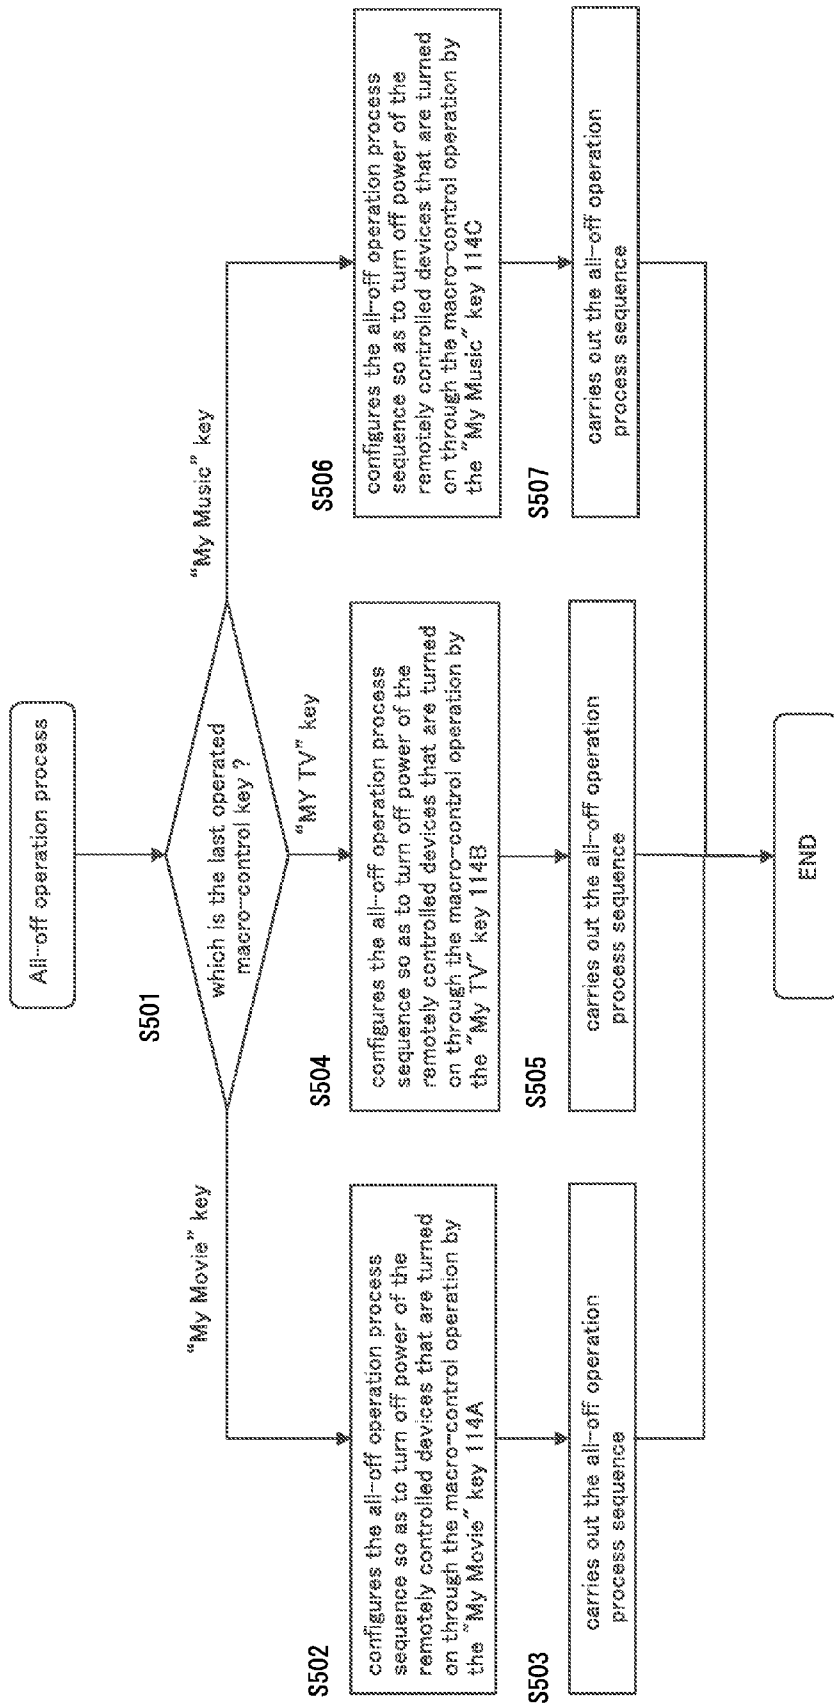 All-off operation process
S501
which is the last operated
macro-control key ?
"My Movie" key
"MY TV" key
"My Music" key
S502
configures the all-off operation process
sequence so as to turn off power of the
remotely controlled devices that are turned
on through the macro-control operation by
the "My Movie" key 114A
S503
carries out the all-off operation
process sequence
S504
configures the all-off operation process
sequence so as to turn off power of the
remotely controlled devices that are turned
on through the macro-control operation by
the "My TV" key 114B
S505
carries out the all-off operation
process sequence
S506
configures the all-off operation process
sequence so as to turn off power of the
remotely controlled devices that are turned
on through the macro-control operation by
the "My Music" key 114C
S507
carries out the all-off operation
process sequence
END